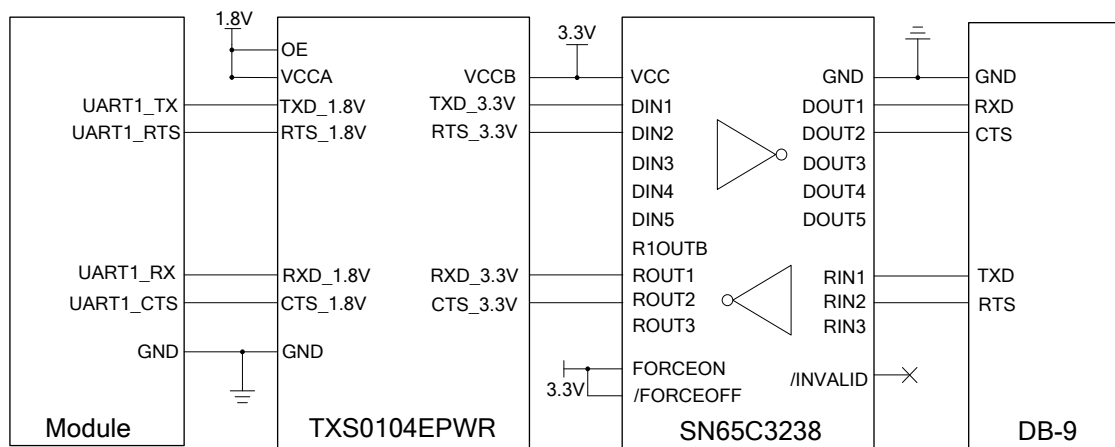 1.8V
3.3V
OE
VCCA
VCCB
VCC
GND
GND
UART1_TX
TXD_1.8V
TXD_3.3V
DIN1
DOUT1
RXD
UART1_RTS
RTS_1.8V
RTS_3.3V
DIN2
DOUT2
CTS
DIN3
DOUT3
DIN4
DOUT4
DIN5
DOUT5
R1OUTB
UART1_RX
RXD_1.8V
RXD_3.3V
ROUT1
RIN1
TXD
UART1_CTS
CTS_1.8V
CTS_3.3V
ROUT2
RIN2
RTS
ROUT3
RIN3
GND
GND
FORCEON
3.3V
/FORCEOFF
/INVALID
Module
TXS0104EPWR
SN65C3238
DB-9